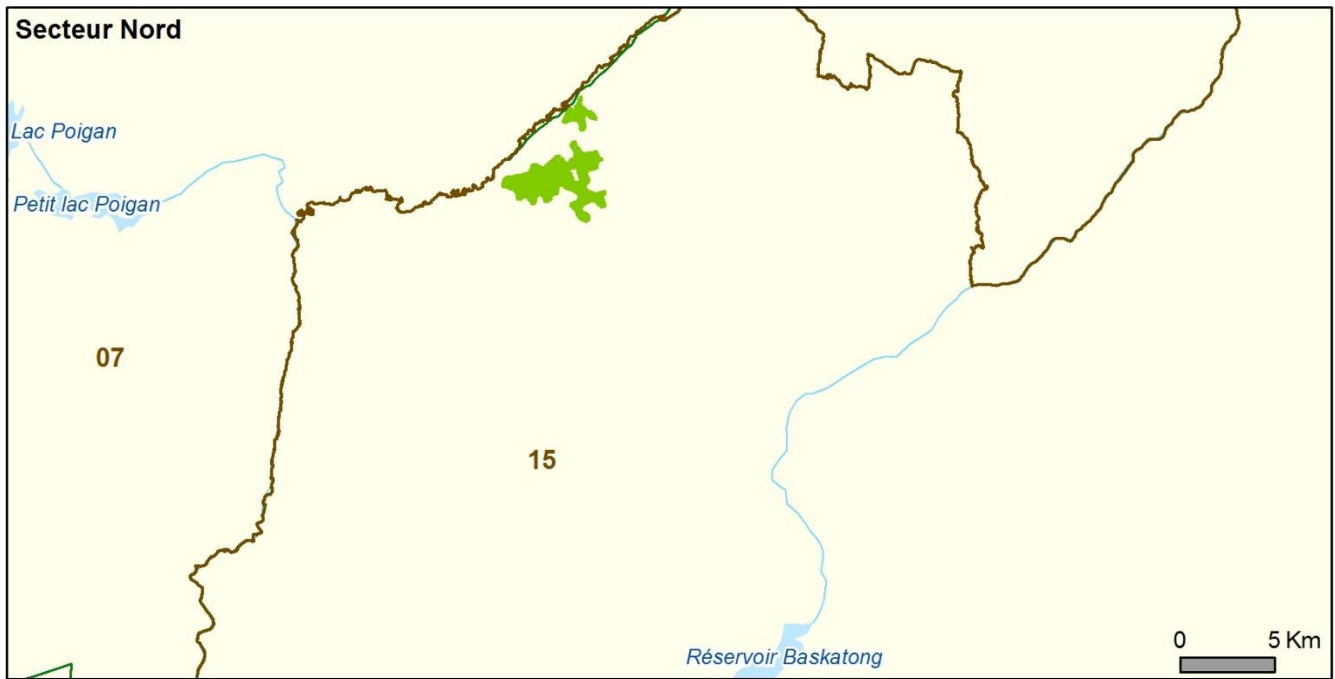 Secteur Nord
Lac Poigan
Petit lac Poigan
07
15
0 5 Km
Réservoir Baskatong